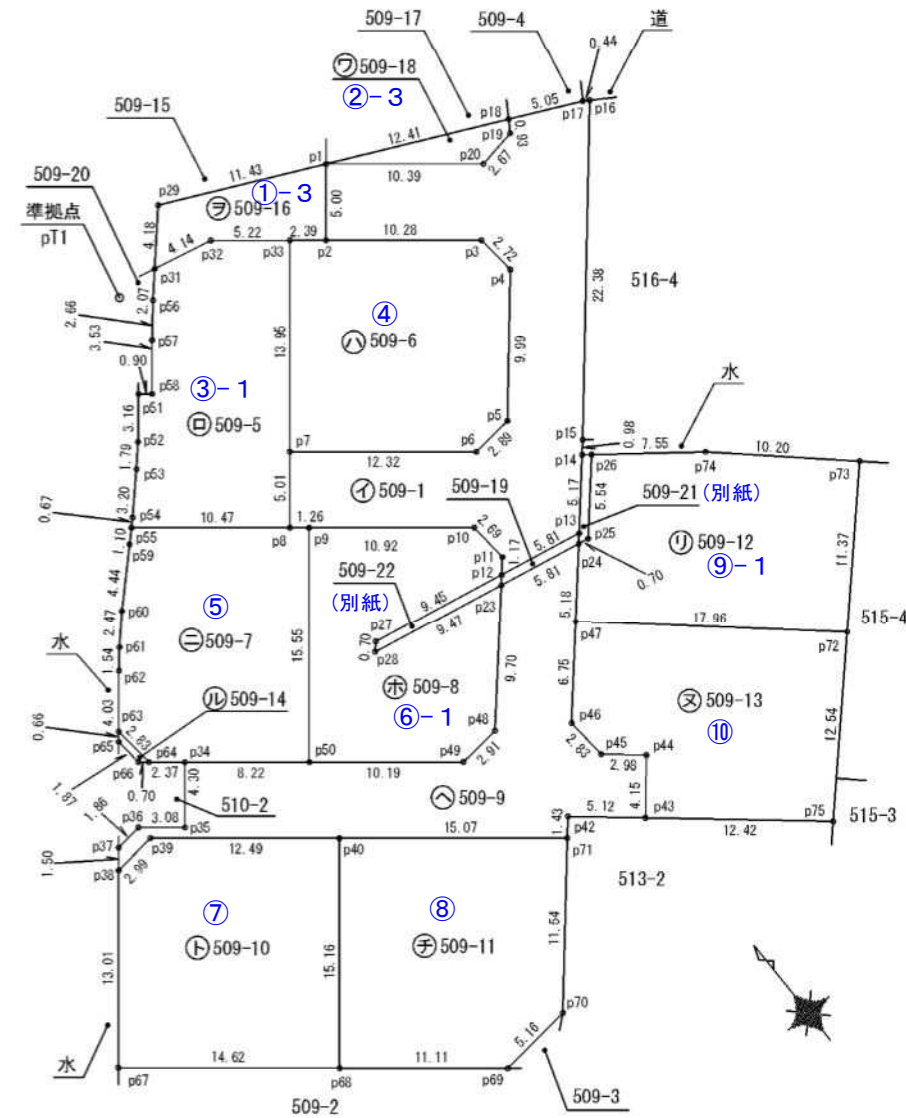 509-17
509-4
道
0.44
㋻509-18
②-3
509-15
p18
5.05
p17
p16
0.93
p19
12.41
2.67
p1
p20
10.39
509-20
11.43
①-3
p29
準拠点
pT1
㋾509-16
5.00
4.18
4.14
5.22
2.39
10.28
p32
p33
p2
p3
2.72
p31
p4
2.07
p56
516-4
22.38
2.66
3.53
p57
13.95
④
㋩509-6
9.99
0.90
p58
③-1
水
p51
3.16
㋺509-5
p5
p52
p7
p6
2.89
p15
0.98
7.55
1.79
12.32
p14
p26
p74
10.20
p73
p53
5.01
㋑509-1
509-19
5.17
5.54
509-21(別紙)
3.20
0.67
p54
p13
10.47
1.26
2.69
5.81
p55
p8
p9
p10
p25
㋷509-12
1.10
p59
10.92
p11
1.17
p24
⑨-1
11.37
509-22
(別紙)
p12
5.81
0.70
4.44
p23
9.45
5.18
⑤
p60
p27
9.47
17.96
515-4
2.47
㋥509-7
15.55
0.70
p28
p47
p72
水
p61
1.54
㋭509-8
9.70
6.75
p62
㋸509-14
⑥-1
㋦509-13
4.03
⑩
0.66
p63
2.83
p48
p46
12.54
p65
2.83
p64
p34
p50
p49
2.91
p45
p44
p66
2.37
8.22
10.19
2.98
1.87
0.70
4.30
㋬509-9
4.15
510-2
1.86
p36
3.08
p35
5.12
p43
p75
515-3
p37
15.07
1.43
p42
12.42
1.50
p39
12.49
p40
p71
p38
2.99
513-2
⑦
⑧
㋣509-10
㋠509-11
11.54
13.01
15.16
p70
5.16
水
14.62
11.11
p67
p68
p69
509-3
509-2